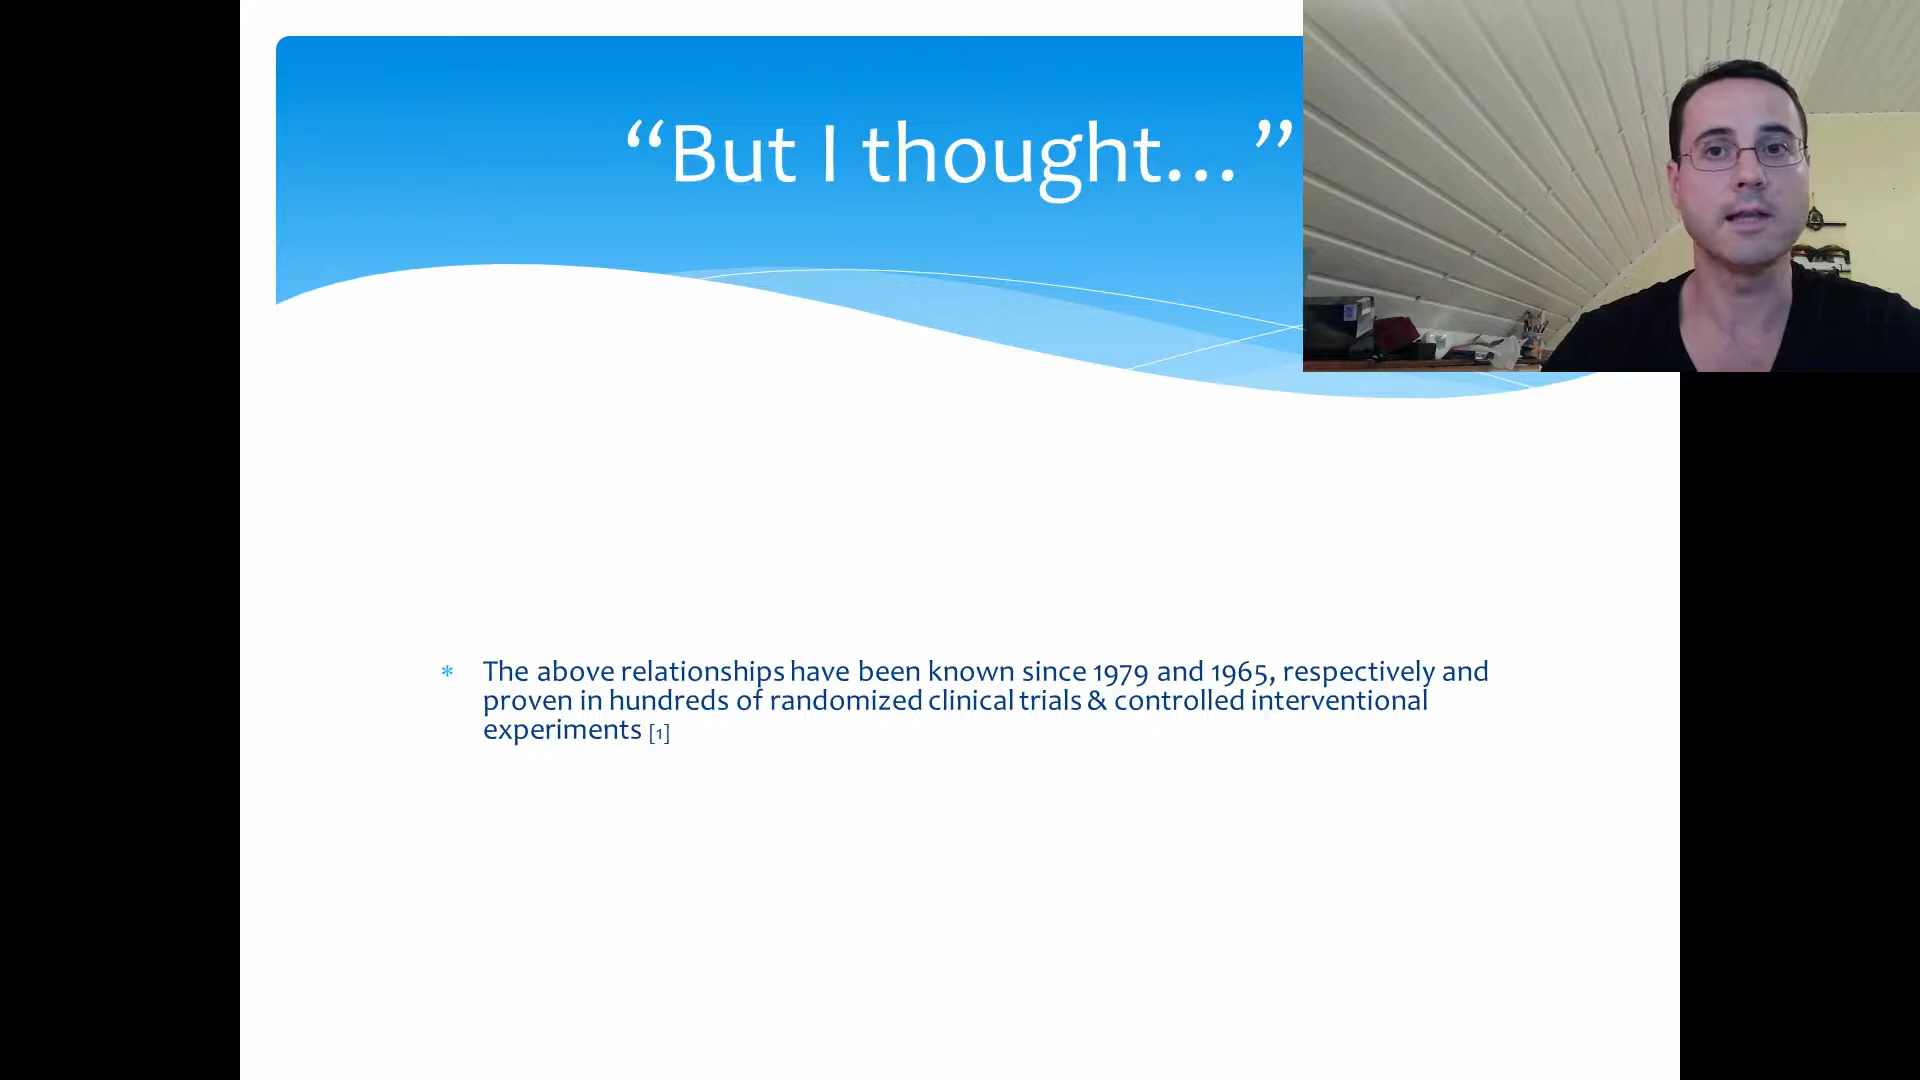 “But I thought…”
* The above relationships have been known since 1979 and 1965, respectively and
proven in hundreds of randomized clinical trials & controlled interventional
experiments [1]